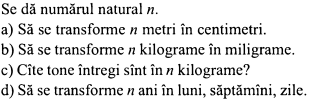 Se dă numărul natural n.
a) Să se transforme n metri în centimetri.
b) Să se transforme n kilograme în miligrame.
c) Cîte tone întregi sînt în n kilograme?
d) Să se transforme n ani în luni, săptămîni, zile.